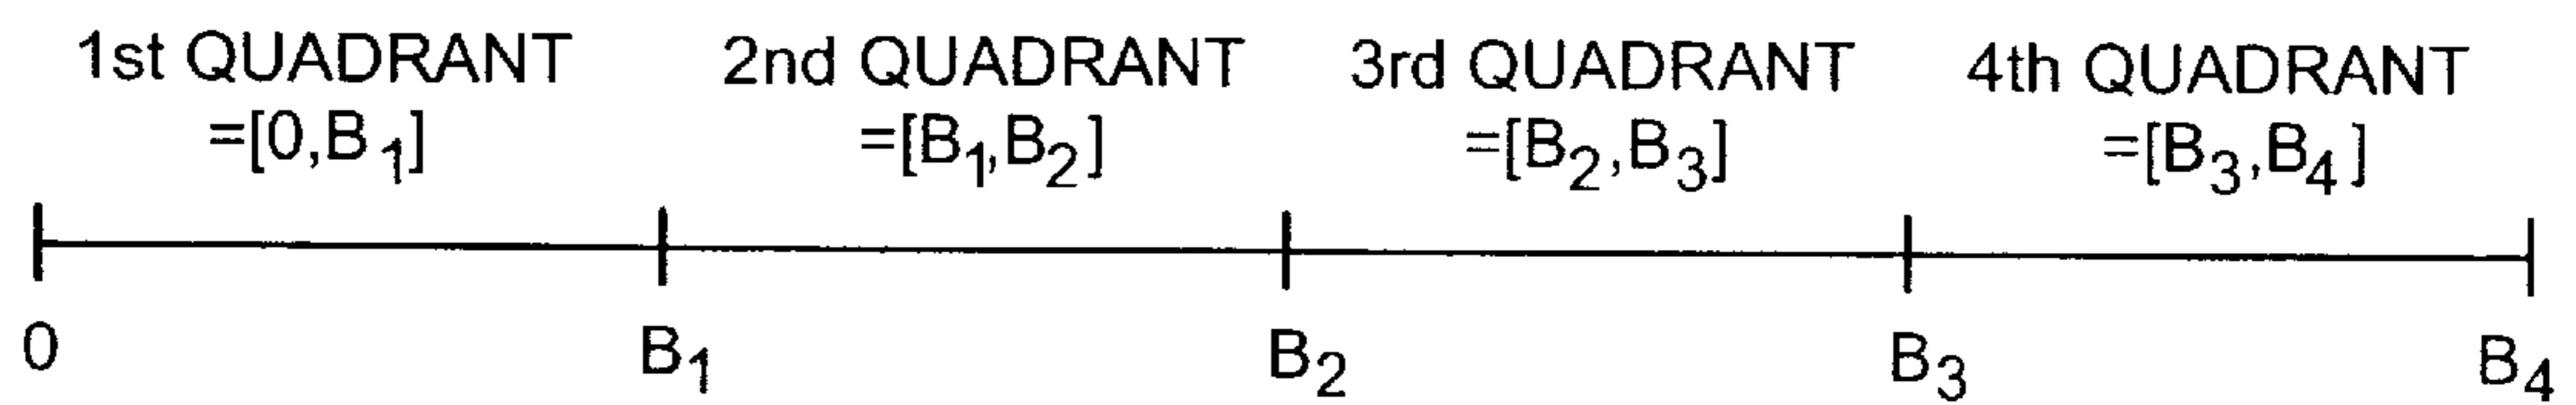 1st QUADRANT
=[0,B₁]
2nd QUADRANT
=[B₁,B₂]
3rd QUADRANT
=[B₂,B₃]
4th QUADRANT
=[B₃,B₄]
0
B₁
B₂
B₃
B₄